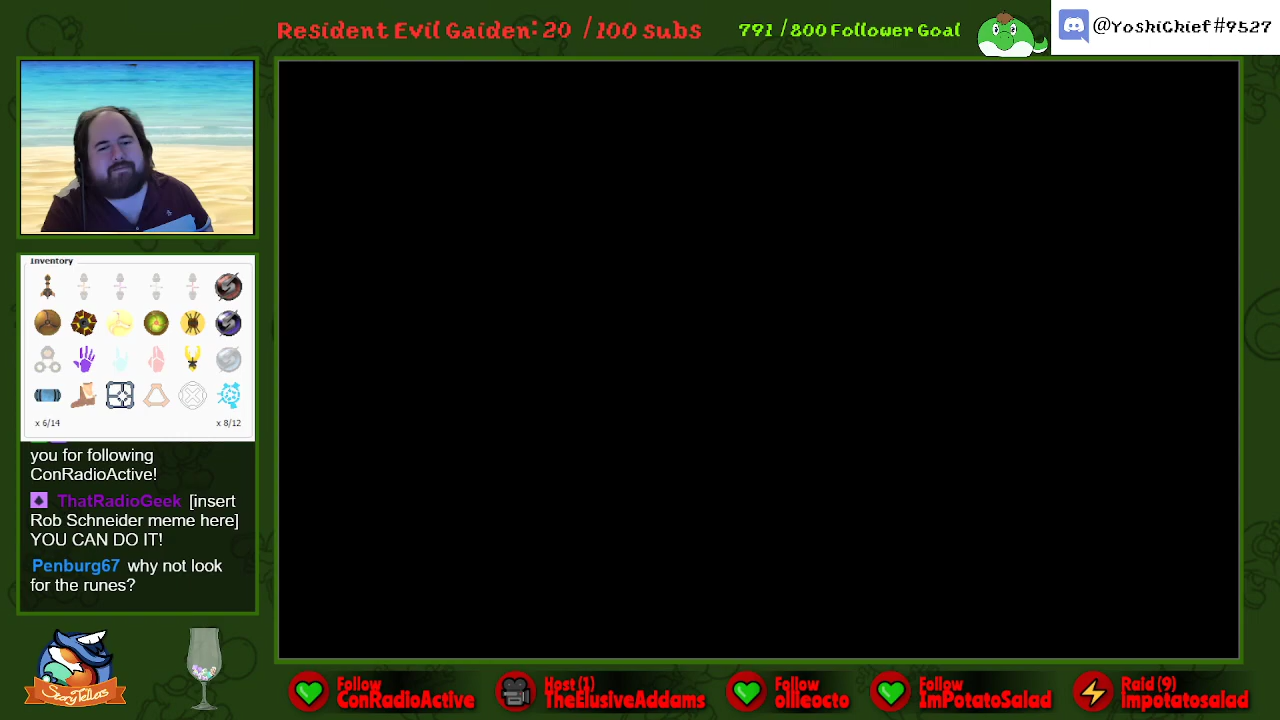 Resident Evil Gaiden: 20 /100 subs
791 /800 Follower Goal
@YoshiChief#9527
Inventory
x 6/14
x 8/12
you for following
ConRadioActive!
ThatRadioGeek [insert
Rob Schneider meme here]
YOU CAN DO IT!
Penburg67 why not look
for the runes?
StoryTellas
Follow
ConRadioActive
Host (1)
TheElusiveAddams
Follow
ollieocto
Follow
ImPotatoSalad
Raid (9)
Impotatosalad